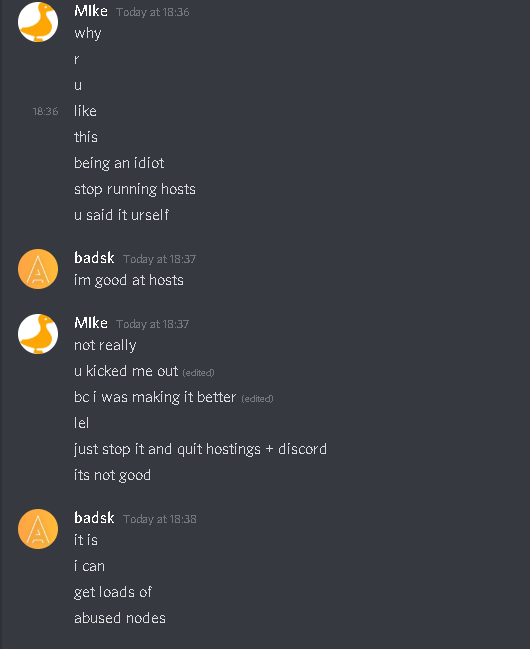 MIke Today at 18:36
why
r
u
18:36 like
this
being an idiot
stop running hosts
u said it urself
badsk Today at 18:37
im good at hosts
MIke Today at 18:37
not really
u kicked me out (edited)
bc i was making it better (edited)
lel
just stop it and quit hostings + discord
its not good
badsk Today at 18:38
it is
i can
get loads of
abused nodes